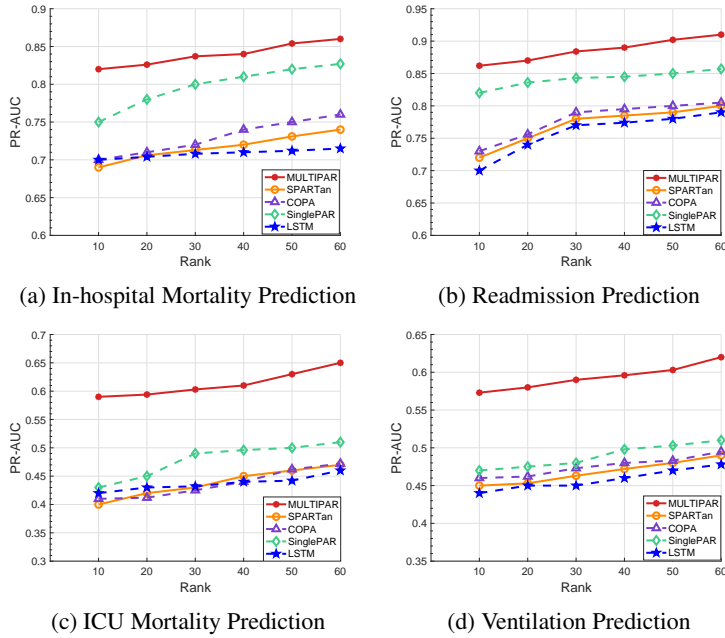 0.9
0.85
0.8
0.75
0.7
0.65
0.6
PR-AUC
10 20 30 40 50 60
Rank
MULTIPAR
SPARTan
COPA
SinglePAR
LSTM
(a) In-hospital Mortality Prediction
0.95
0.9
0.85
0.8
0.75
0.7
0.65
0.6
PR-AUC
10 20 30 40 50 60
Rank
MULTIPAR
SPARTan
COPA
SinglePAR
LSTM
(b) Readmission Prediction
0.7
0.65
0.6
0.55
0.5
0.45
0.4
0.35
0.3
PR-AUC
10 20 30 40 50 60
Rank
MULTIPAR
SPARTan
COPA
SinglePAR
LSTM
(c) ICU Mortality Prediction
0.65
0.6
0.55
0.5
0.45
0.4
0.35
PR-AUC
10 20 30 40 50 60
Rank
MULTIPAR
SPARTan
COPA
SinglePAR
LSTM
(d) Ventilation Prediction